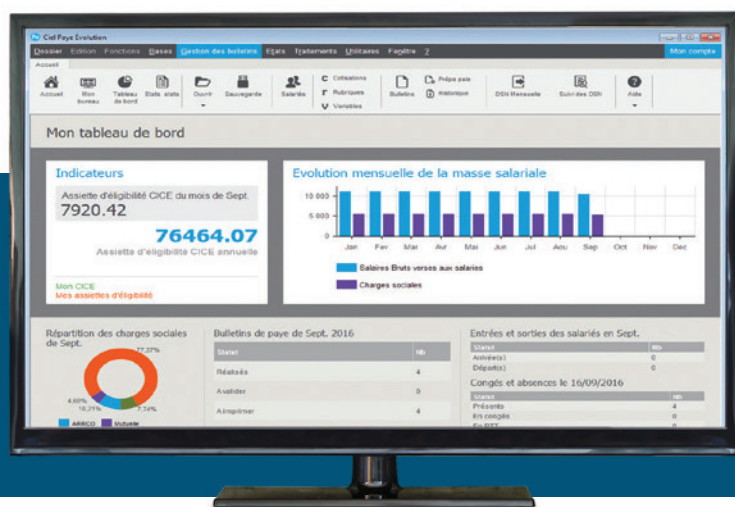 Ciel Paye Evolution
Dossier Edition Fonctions Bases Gestion des bulletins Etats Traitements Utilitaires Fenêtre ? Mon compte
Accueil
C Cotisations
Γ Rubriques
V Variables
Prépa paie
Historique
Accueil Mon bureau Tableau de bord Etats, stats Ouvrir Sauvegarde Salariés Bulletins DSN Mensuelle Suivi des DSN Aide
Mon tableau de bord
Indicateurs
Assiette d'éligibilité CICE du mois de Sept.
7920.42
76464.07
Assiette d'éligibilité CICE annuelle
Mon CICE
Mes assiettes d'éligibilité
Evolution mensuelle de la masse salariale
10 000
5 000
0
Jan Fev Mar Avr Mai Jun Jul Aou Sep Oct Nov Dec
Salaires Bruts verses aux salaries
Charges sociales
Répartition des charges sociales
de Sept.
77,37%
4,68%
10,21%
7,74%
ARRCO Mutuelle
Bulletins de paye de Sept. 2016
Statut Nb
Réalisés 4
A valider 0
A imprimer 4
Entrées et sorties des salariés en Sept.
Statut Nb
Arrivée(s) 0
Départ(s) 0
Congés et absences le 16/09/2016
Statut Nb
Présents 4
En congés 0
En RTT 0